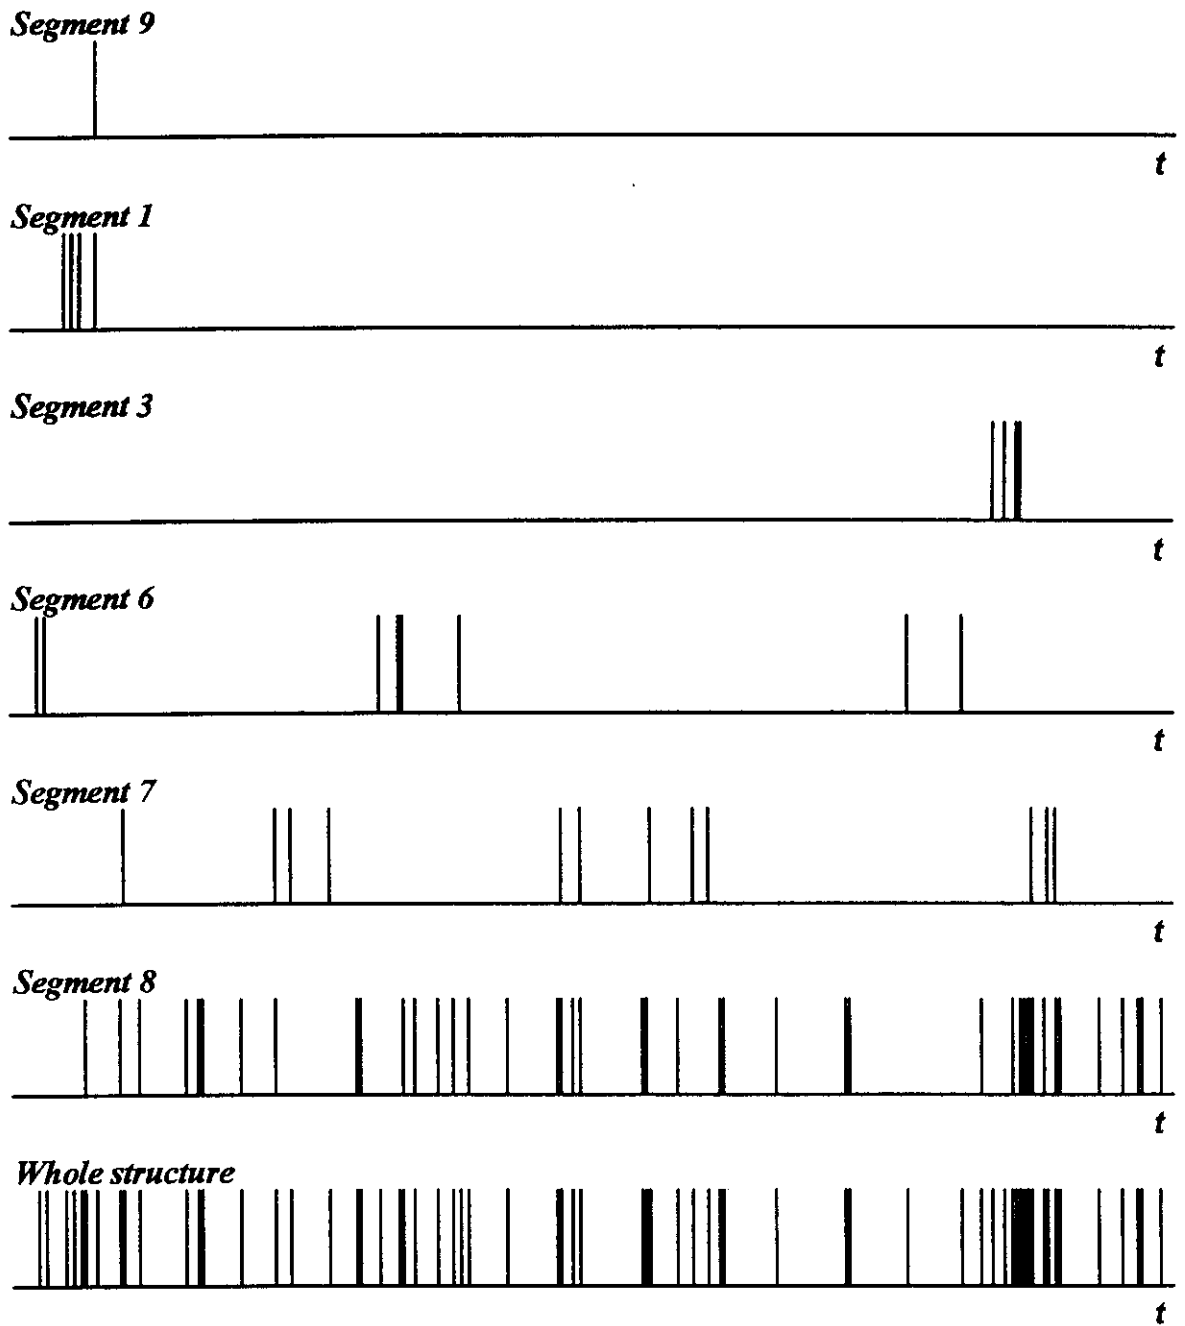 Segment 9
t
Segment 1
t
Segment 3
t
Segment 6
t
Segment 7
t
Segment 8
t
Whole structure
t